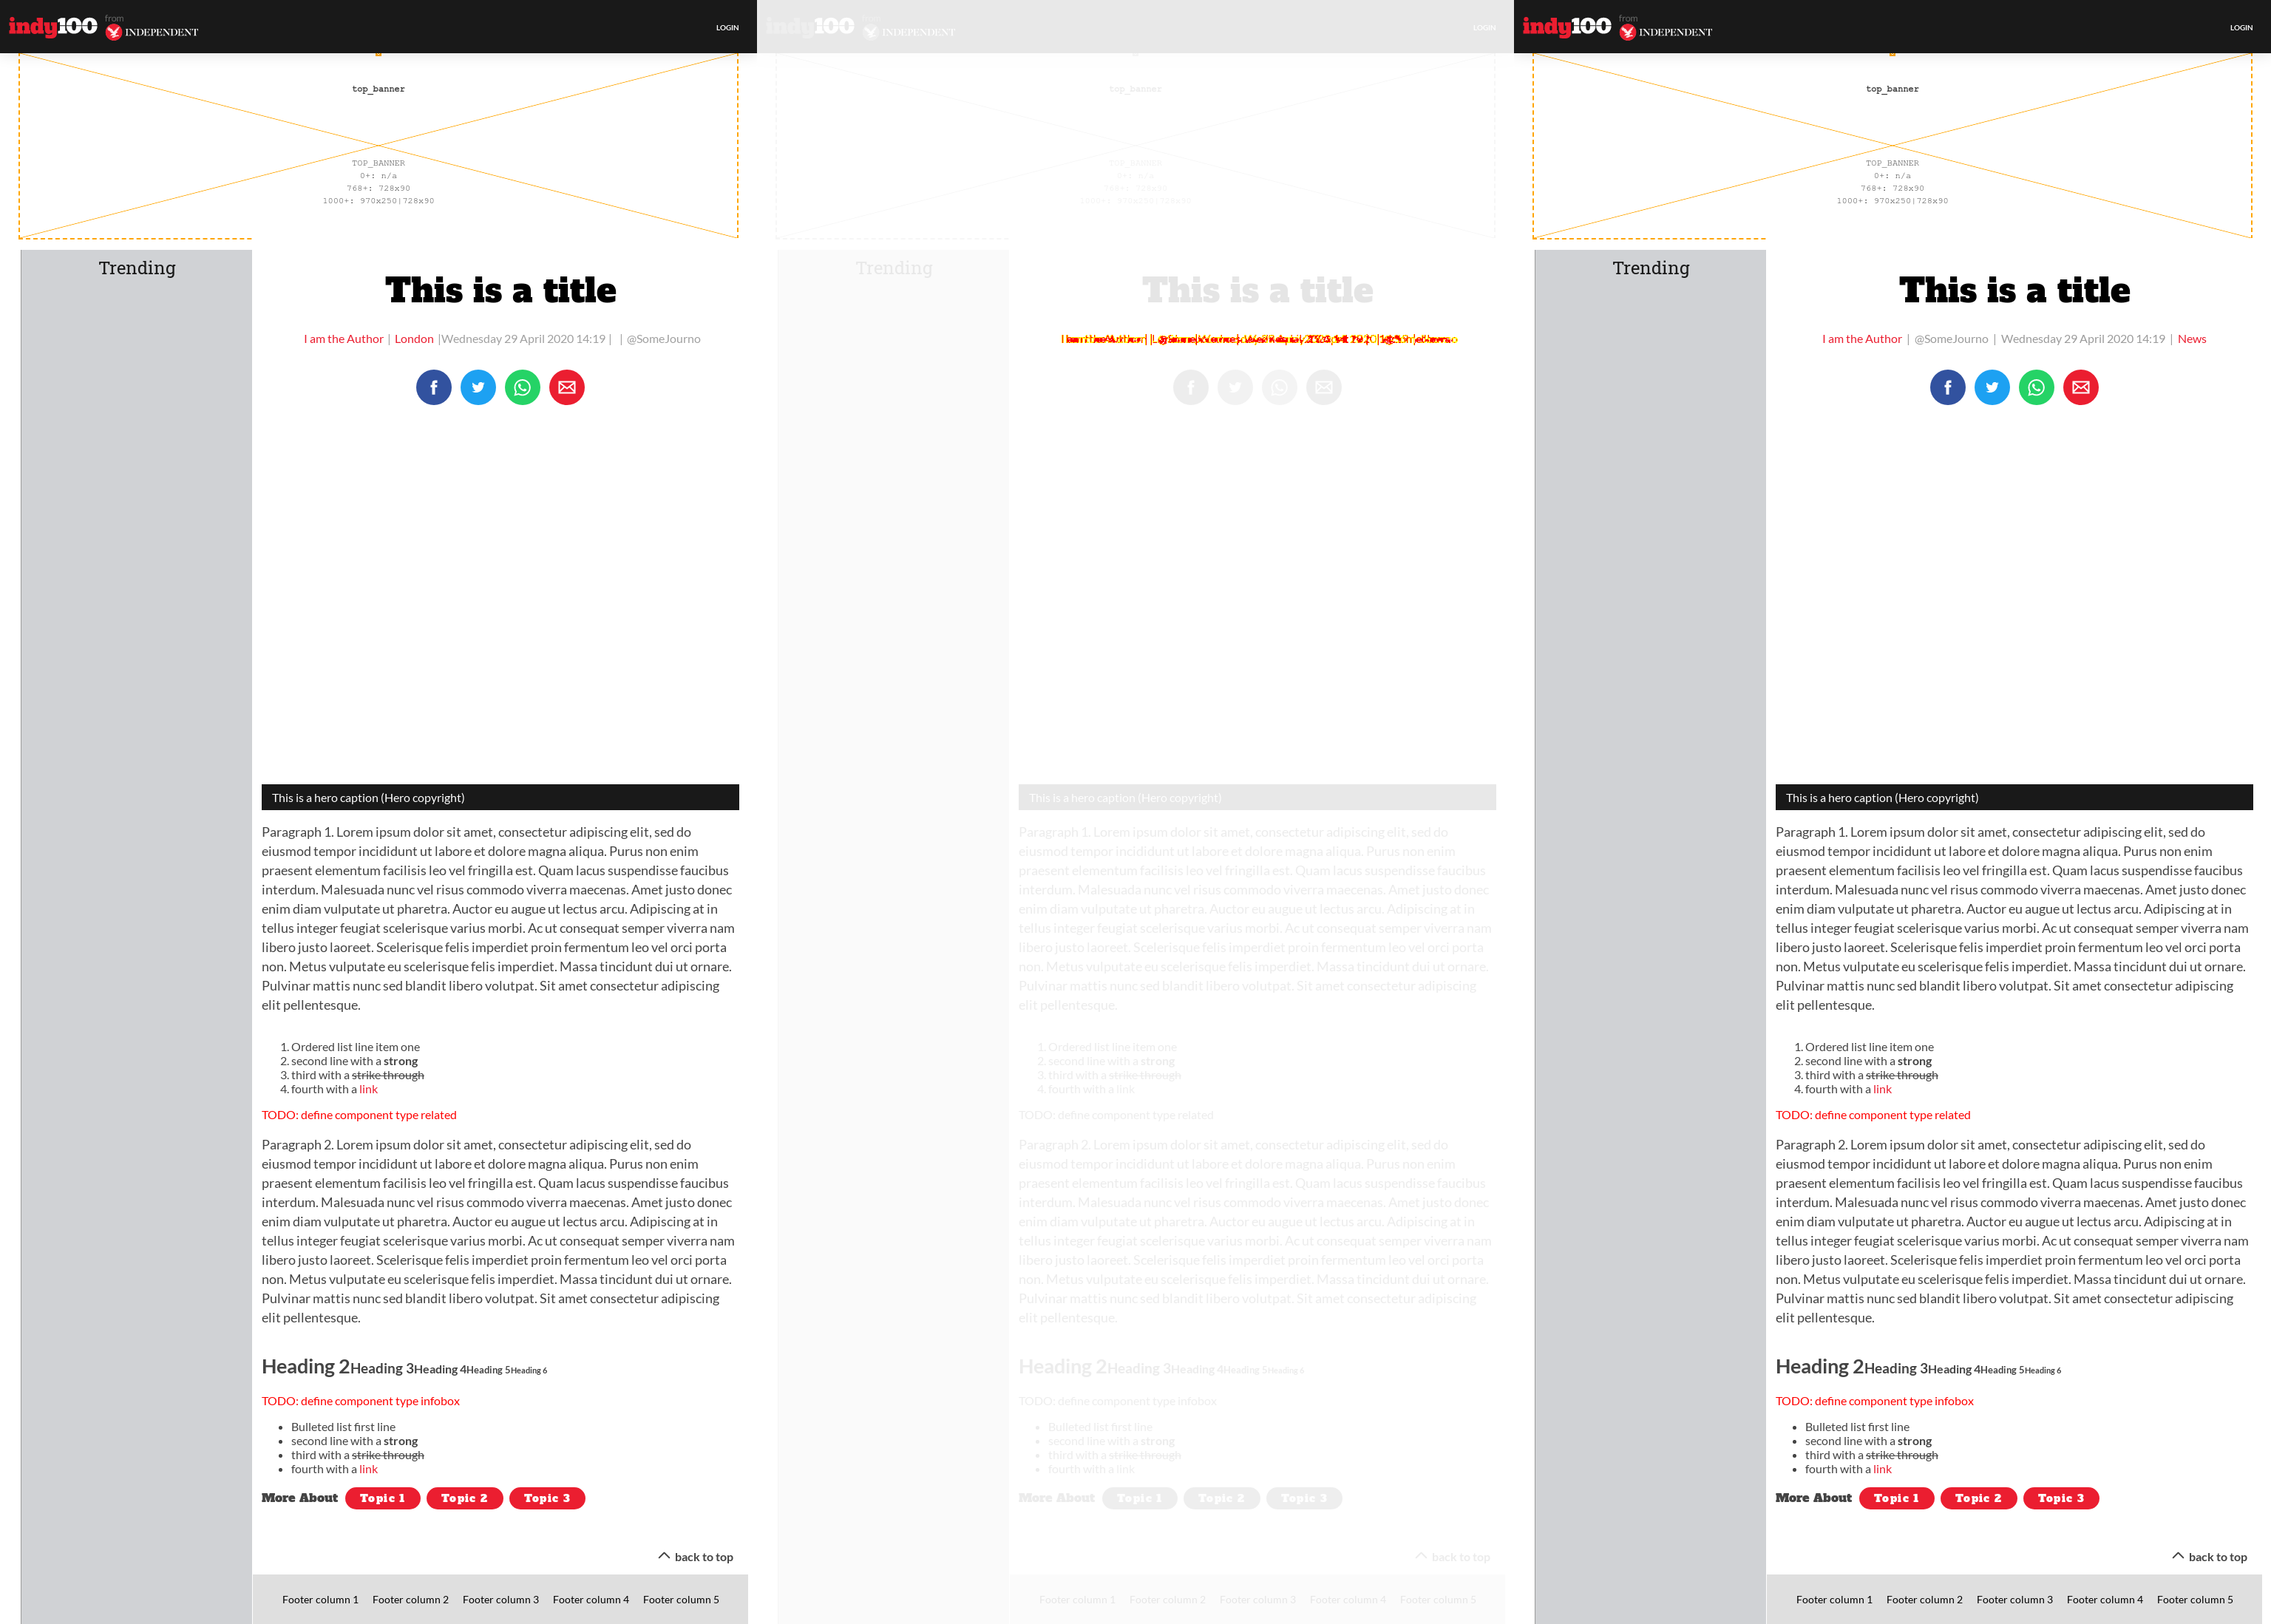 indy100 from INDEPENDENT
LOGIN
top_banner
TOP_BANNER
0+: n/a
768+: 728x90
1000+: 970x250|728x90
Trending
This is a title
I am the Author | London |Wednesday 29 April 2020 14:19 | | @SomeJourno
This is a hero caption (Hero copyright)
Paragraph 1. Lorem ipsum dolor sit amet, consectetur adipiscing elit, sed do
eiusmod tempor incididunt ut labore et dolore magna aliqua. Purus non enim
praesent elementum facilisis leo vel fringilla est. Quam lacus suspendisse faucibus
interdum. Malesuada nunc vel risus commodo viverra maecenas. Amet justo donec
enim diam vulputate ut pharetra. Auctor eu augue ut lectus arcu. Adipiscing at in
tellus integer feugiat scelerisque varius morbi. Ac ut consequat semper viverra nam
libero justo laoreet. Scelerisque felis imperdiet proin fermentum leo vel orci porta
non. Metus vulputate eu scelerisque felis imperdiet. Massa tincidunt dui ut ornare.
Pulvinar mattis nunc sed blandit libero volutpat. Sit amet consectetur adipiscing
elit pellentesque.
1. Ordered list line item one
2. second line with a strong
3. third with a strike through
4. fourth with a link
TODO: define component type related
Paragraph 2. Lorem ipsum dolor sit amet, consectetur adipiscing elit, sed do
eiusmod tempor incididunt ut labore et dolore magna aliqua. Purus non enim
praesent elementum facilisis leo vel fringilla est. Quam lacus suspendisse faucibus
interdum. Malesuada nunc vel risus commodo viverra maecenas. Amet justo donec
enim diam vulputate ut pharetra. Auctor eu augue ut lectus arcu. Adipiscing at in
tellus integer feugiat scelerisque varius morbi. Ac ut consequat semper viverra nam
libero justo laoreet. Scelerisque felis imperdiet proin fermentum leo vel orci porta
non. Metus vulputate eu scelerisque felis imperdiet. Massa tincidunt dui ut ornare.
Pulvinar mattis nunc sed blandit libero volutpat. Sit amet consectetur adipiscing
elit pellentesque.
Heading 2Heading 3Heading 4Heading 5Heading 6
TODO: define component type infobox
• Bulleted list first line
• second line with a strong
• third with a strike through
• fourth with a link
More About Topic 1 Topic 2 Topic 3
back to top
Footer column 1 Footer column 2 Footer column 3 Footer column 4 Footer column 5
indy100 INDEPENDENT
LOGIN
top_banner
TOP_BANNER
0+: n/a
768+: 728x90
1000+: 970x250|728x90
Trending
This is a title
This is a hero caption (Hero copyright)
Paragraph 1. Lorem ipsum dolor sit amet, consectetur adipiscing elit, sed do
eiusmod tempor incididunt ut labore et dolore magna aliqua. Purus non enim
praesent elementum facilisis leo vel fringilla est. Quam lacus suspendisse faucibus
interdum. Malesuada nunc vel risus commodo viverra maecenas. Amet justo donec
enim diam vulputate ut pharetra. Auctor eu augue ut lectus arcu. Adipiscing at in
tellus integer feugiat scelerisque varius morbi. Ac ut consequat semper viverra nam
libero justo laoreet. Scelerisque felis imperdiet proin fermentum leo vel orci porta
non. Metus vulputate eu scelerisque felis imperdiet. Massa tincidunt dui ut ornare.
Pulvinar mattis nunc sed blandit libero volutpat. Sit amet consectetur adipiscing
elit pellentesque.
1. Ordered list line item one
2. second line with a strong
3. third with a strike through
4. fourth with a link
TODO: define component type related
Paragraph 2. Lorem ipsum dolor sit amet, consectetur adipiscing elit, sed do
eiusmod tempor incididunt ut labore et dolore magna aliqua. Purus non enim
praesent elementum facilisis leo vel fringilla est. Quam lacus suspendisse faucibus
interdum. Malesuada nunc vel risus commodo viverra maecenas. Amet justo donec
enim diam vulputate ut pharetra. Auctor eu augue ut lectus arcu. Adipiscing at in
tellus integer feugiat scelerisque varius morbi. Ac ut consequat semper viverra nam
libero justo laoreet. Scelerisque felis imperdiet proin fermentum leo vel orci porta
non. Metus vulputate eu scelerisque felis imperdiet. Massa tincidunt dui ut ornare.
Pulvinar mattis nunc sed blandit libero volutpat. Sit amet consectetur adipiscing
elit pellentesque.
Heading 2Heading 3Heading 4Heading 5Heading 6
TODO: define component type infobox
• Bulleted list first line
• second line with a strong
• third with a strike through
• fourth with a link
More About Topic 1 Topic 2 Topic 3
back to top
Footer column 1 Footer column 2 Footer column 3 Footer column 4 Footer column 5
indy100 from INDEPENDENT
LOGIN
top_banner
TOP_BANNER
0+: n/a
768+: 728x90
1000+: 970x250|728x90
Trending
This is a title
I am the Author | @SomeJourno | Wednesday 29 April 2020 14:19 | News
This is a hero caption (Hero copyright)
Paragraph 1. Lorem ipsum dolor sit amet, consectetur adipiscing elit, sed do
eiusmod tempor incididunt ut labore et dolore magna aliqua. Purus non enim
praesent elementum facilisis leo vel fringilla est. Quam lacus suspendisse faucibus
interdum. Malesuada nunc vel risus commodo viverra maecenas. Amet justo donec
enim diam vulputate ut pharetra. Auctor eu augue ut lectus arcu. Adipiscing at in
tellus integer feugiat scelerisque varius morbi. Ac ut consequat semper viverra nam
libero justo laoreet. Scelerisque felis imperdiet proin fermentum leo vel orci porta
non. Metus vulputate eu scelerisque felis imperdiet. Massa tincidunt dui ut ornare.
Pulvinar mattis nunc sed blandit libero volutpat. Sit amet consectetur adipiscing
elit pellentesque.
1. Ordered list line item one
2. second line with a strong
3. third with a strike through
4. fourth with a link
TODO: define component type related
Paragraph 2. Lorem ipsum dolor sit amet, consectetur adipiscing elit, sed do
eiusmod tempor incididunt ut labore et dolore magna aliqua. Purus non enim
praesent elementum facilisis leo vel fringilla est. Quam lacus suspendisse faucibus
interdum. Malesuada nunc vel risus commodo viverra maecenas. Amet justo donec
enim diam vulputate ut pharetra. Auctor eu augue ut lectus arcu. Adipiscing at in
tellus integer feugiat scelerisque varius morbi. Ac ut consequat semper viverra nam
libero justo laoreet. Scelerisque felis imperdiet proin fermentum leo vel orci porta
non. Metus vulputate eu scelerisque felis imperdiet. Massa tincidunt dui ut ornare.
Pulvinar mattis nunc sed blandit libero volutpat. Sit amet consectetur adipiscing
elit pellentesque.
Heading 2Heading 3Heading 4Heading 5Heading 6
TODO: define component type infobox
• Bulleted list first line
• second line with a strong
• third with a strike through
• fourth with a link
More About Topic 1 Topic 2 Topic 3
back to top
Footer column 1 Footer column 2 Footer column 3 Footer column 4 Footer column 5